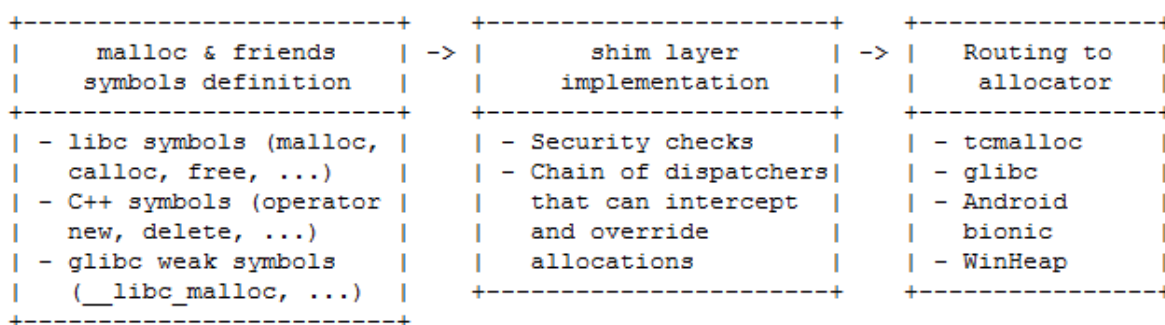 +--------------------------+    +-----------------------+    +----------------+
|     malloc & friends     | -> |       shim layer      | -> |   Routing to   |
|    symbols definition    |    |     implementation    |    |    allocator   |
+--------------------------+    +-----------------------+    +----------------+
| - libc symbols (malloc,  |    | - Security checks     |    | - tcmalloc     |
|   calloc, free, ...)     |    | - Chain of dispatchers|    | - glibc        |
| - C++ symbols (operator  |    |   that can intercept  |    | - Android      |
|   new, delete, ...)      |    |   and override        |    |   bionic       |
| - glibc weak symbols     |    |   allocations         |    | - WinHeap      |
|   (__libc_malloc, ...)   |    +-----------------------+    +----------------+
+--------------------------+